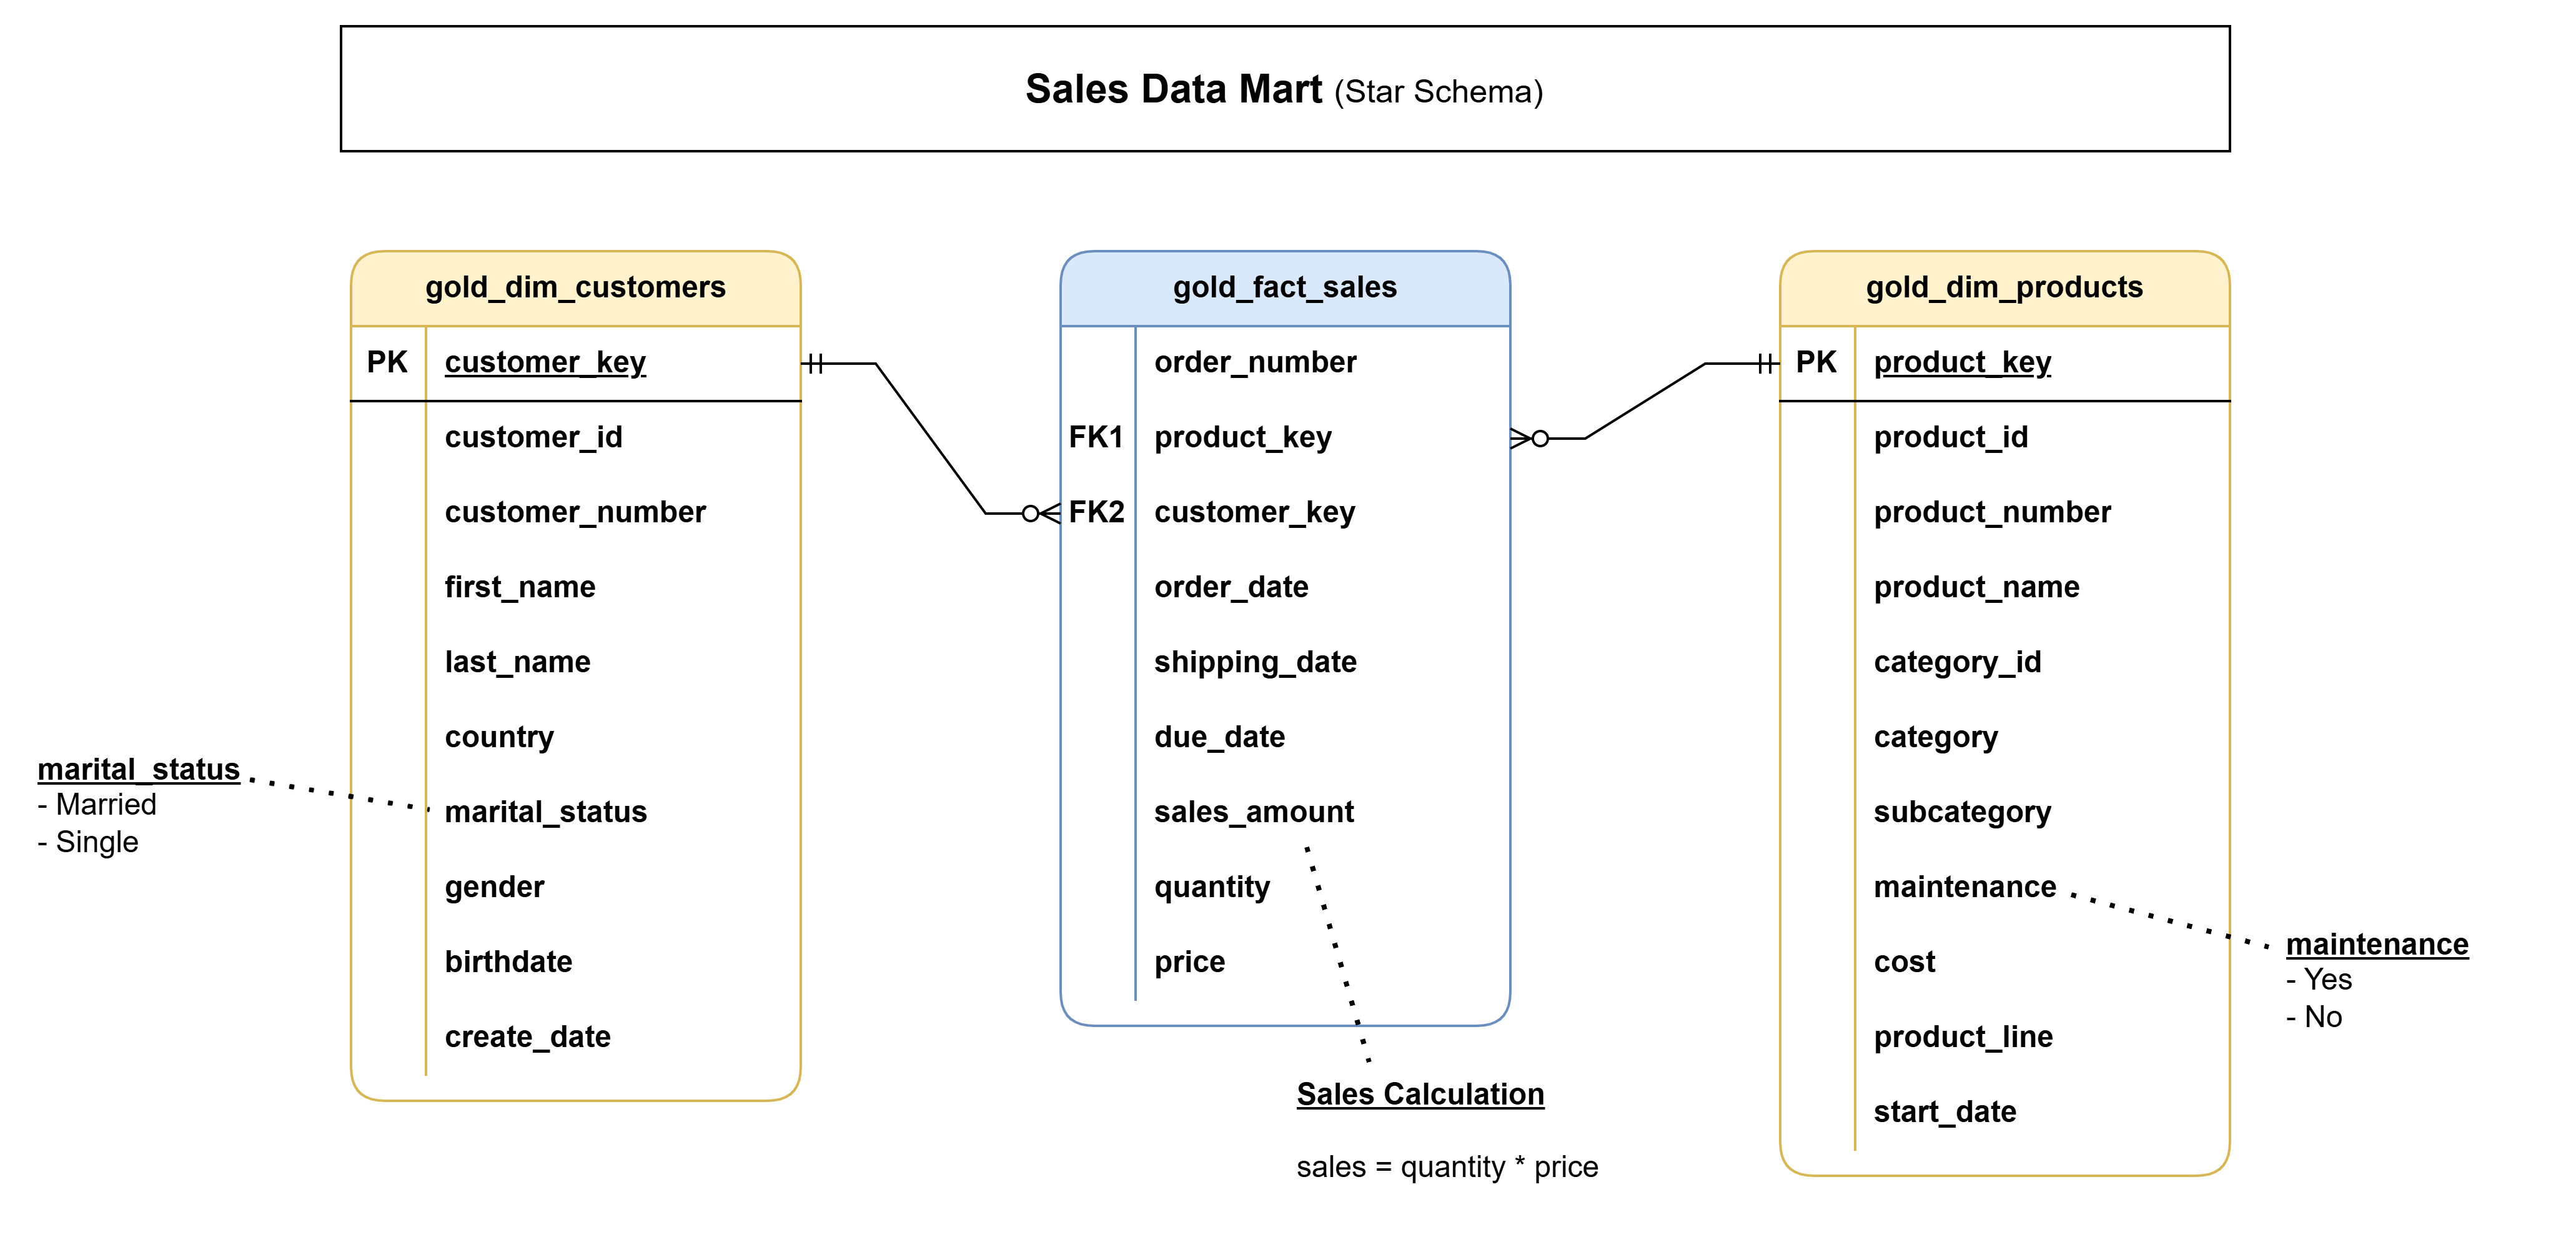 Sales Data Mart (Star Schema)
gold_dim_customers
PK customer_key
customer_id
customer_number
first_name
last_name
country
marital_status
gender
birthdate
create_date
marital_status
- Married
- Single
gold_fact_sales
order_number
FK1 product_key
FK2 customer_key
order_date
shipping_date
due_date
sales_amount
quantity
price
Sales Calculation
sales = quantity * price
gold_dim_products
PK product_key
product_id
product_number
product_name
category_id
category
subcategory
maintenance
cost
product_line
start_date
maintenance
- Yes
- No